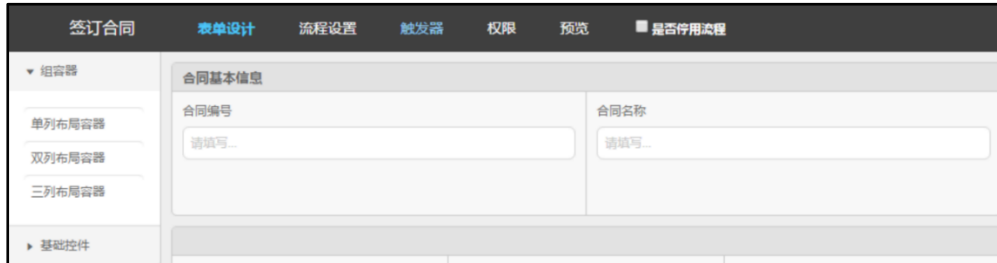 签订合同 表单设计 流程设置 触发器 权限 预览 是否停用流程
组容器
单列布局容器
双列布局容器
三列布局容器
基础控件
合同基本信息
合同编号 合同名称
请填写... 请填写...